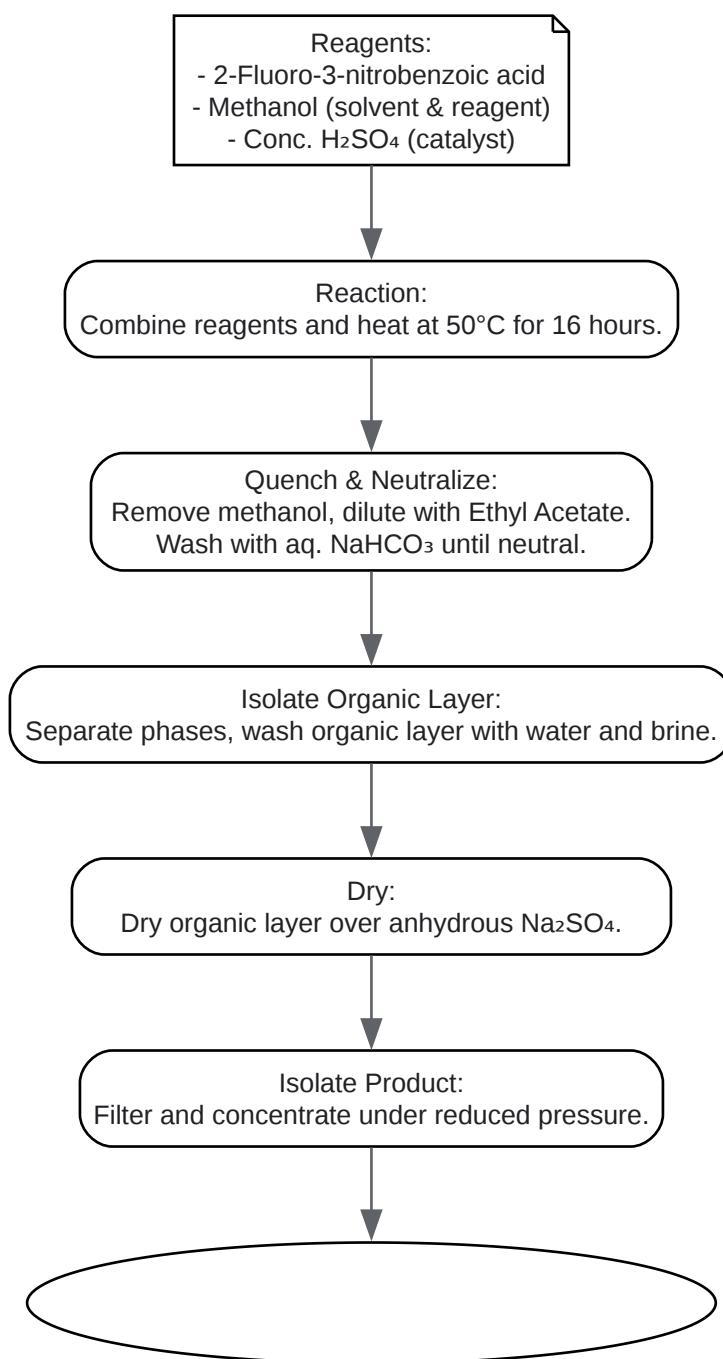 Reagents:
- 2-Fluoro-3-nitrobenzoic acid
- Methanol (solvent & reagent)
- Conc. H₂SO₄ (catalyst)
Reaction:
Combine reagents and heat at 50°C for 16 hours.
Quench & Neutralize:
Remove methanol, dilute with Ethyl Acetate.
Wash with aq. NaHCO₃ until neutral.
Isolate Organic Layer:
Separate phases, wash organic layer with water and brine.
Dry:
Dry organic layer over anhydrous Na₂SO₄.
Isolate Product:
Filter and concentrate under reduced pressure.